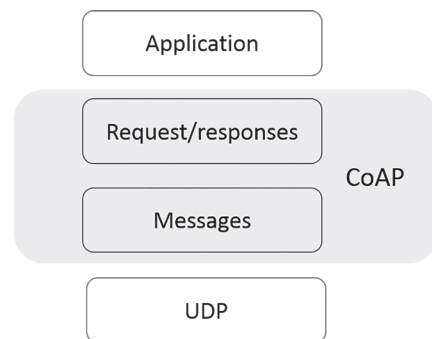 Application
Request/responses
CoAP
Messages
UDP